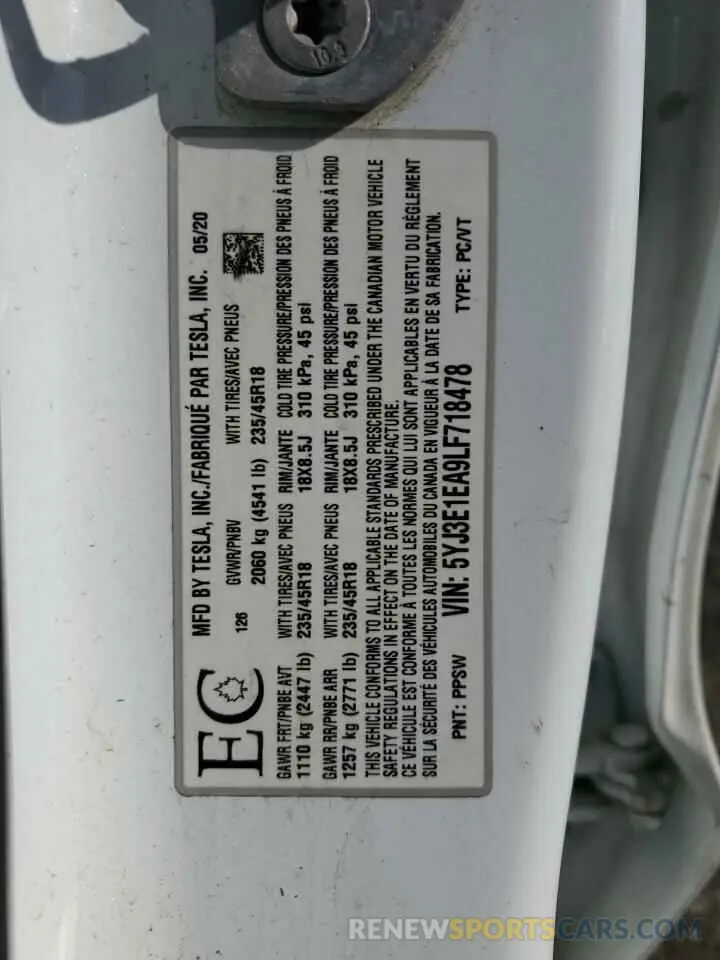 10.9
MFD BY TESLA, INC./FABRIQUÉ PAR TESLA, INC. 05/20
126 GVWR/PNBV WITH TIRES/AVEC PNEUS
2060 kg (4541 lb) 235/45R18
EC
GAWR FRT/PNBE AVT WITH TIRES/AVEC PNEUS RIM/JANTE COLD TIRE PRESSURE/PRESSION DES PNEUS À FROID
1110 kg (2447 lb) 235/45R18 18X8.5J 310 kPa, 45 psi
GAWR RR/PNBE ARR WITH TIRES/AVEC PNEUS RIM/JANTE COLD TIRE PRESSURE/PRESSION DES PNEUS À FROID
1257 kg (2771 lb) 235/45R18 18X8.5J 310 kPa, 45 psi
THIS VEHICLE CONFORMS TO ALL APPLICABLE STANDARDS PRESCRIBED UNDER THE CANADIAN MOTOR VEHICLE
SAFETY REGULATIONS IN EFFECT ON THE DATE OF MANUFACTURE.
CE VÉHICULE EST CONFORME À TOUTES LES NORMES QUI LUI SONT APPLICABLES EN VERTU DU RÈGLEMENT
SUR LA SÉCURITÉ DES VÉHICULES AUTOMOBILES DU CANADA EN VIGUEUR À LA DATE DE SA FABRICATION.
PNT: PPSW VIN: 5YJ3E1EA9LF718478 TYPE: PC/VT
RENEWSPORTSCARS.COM